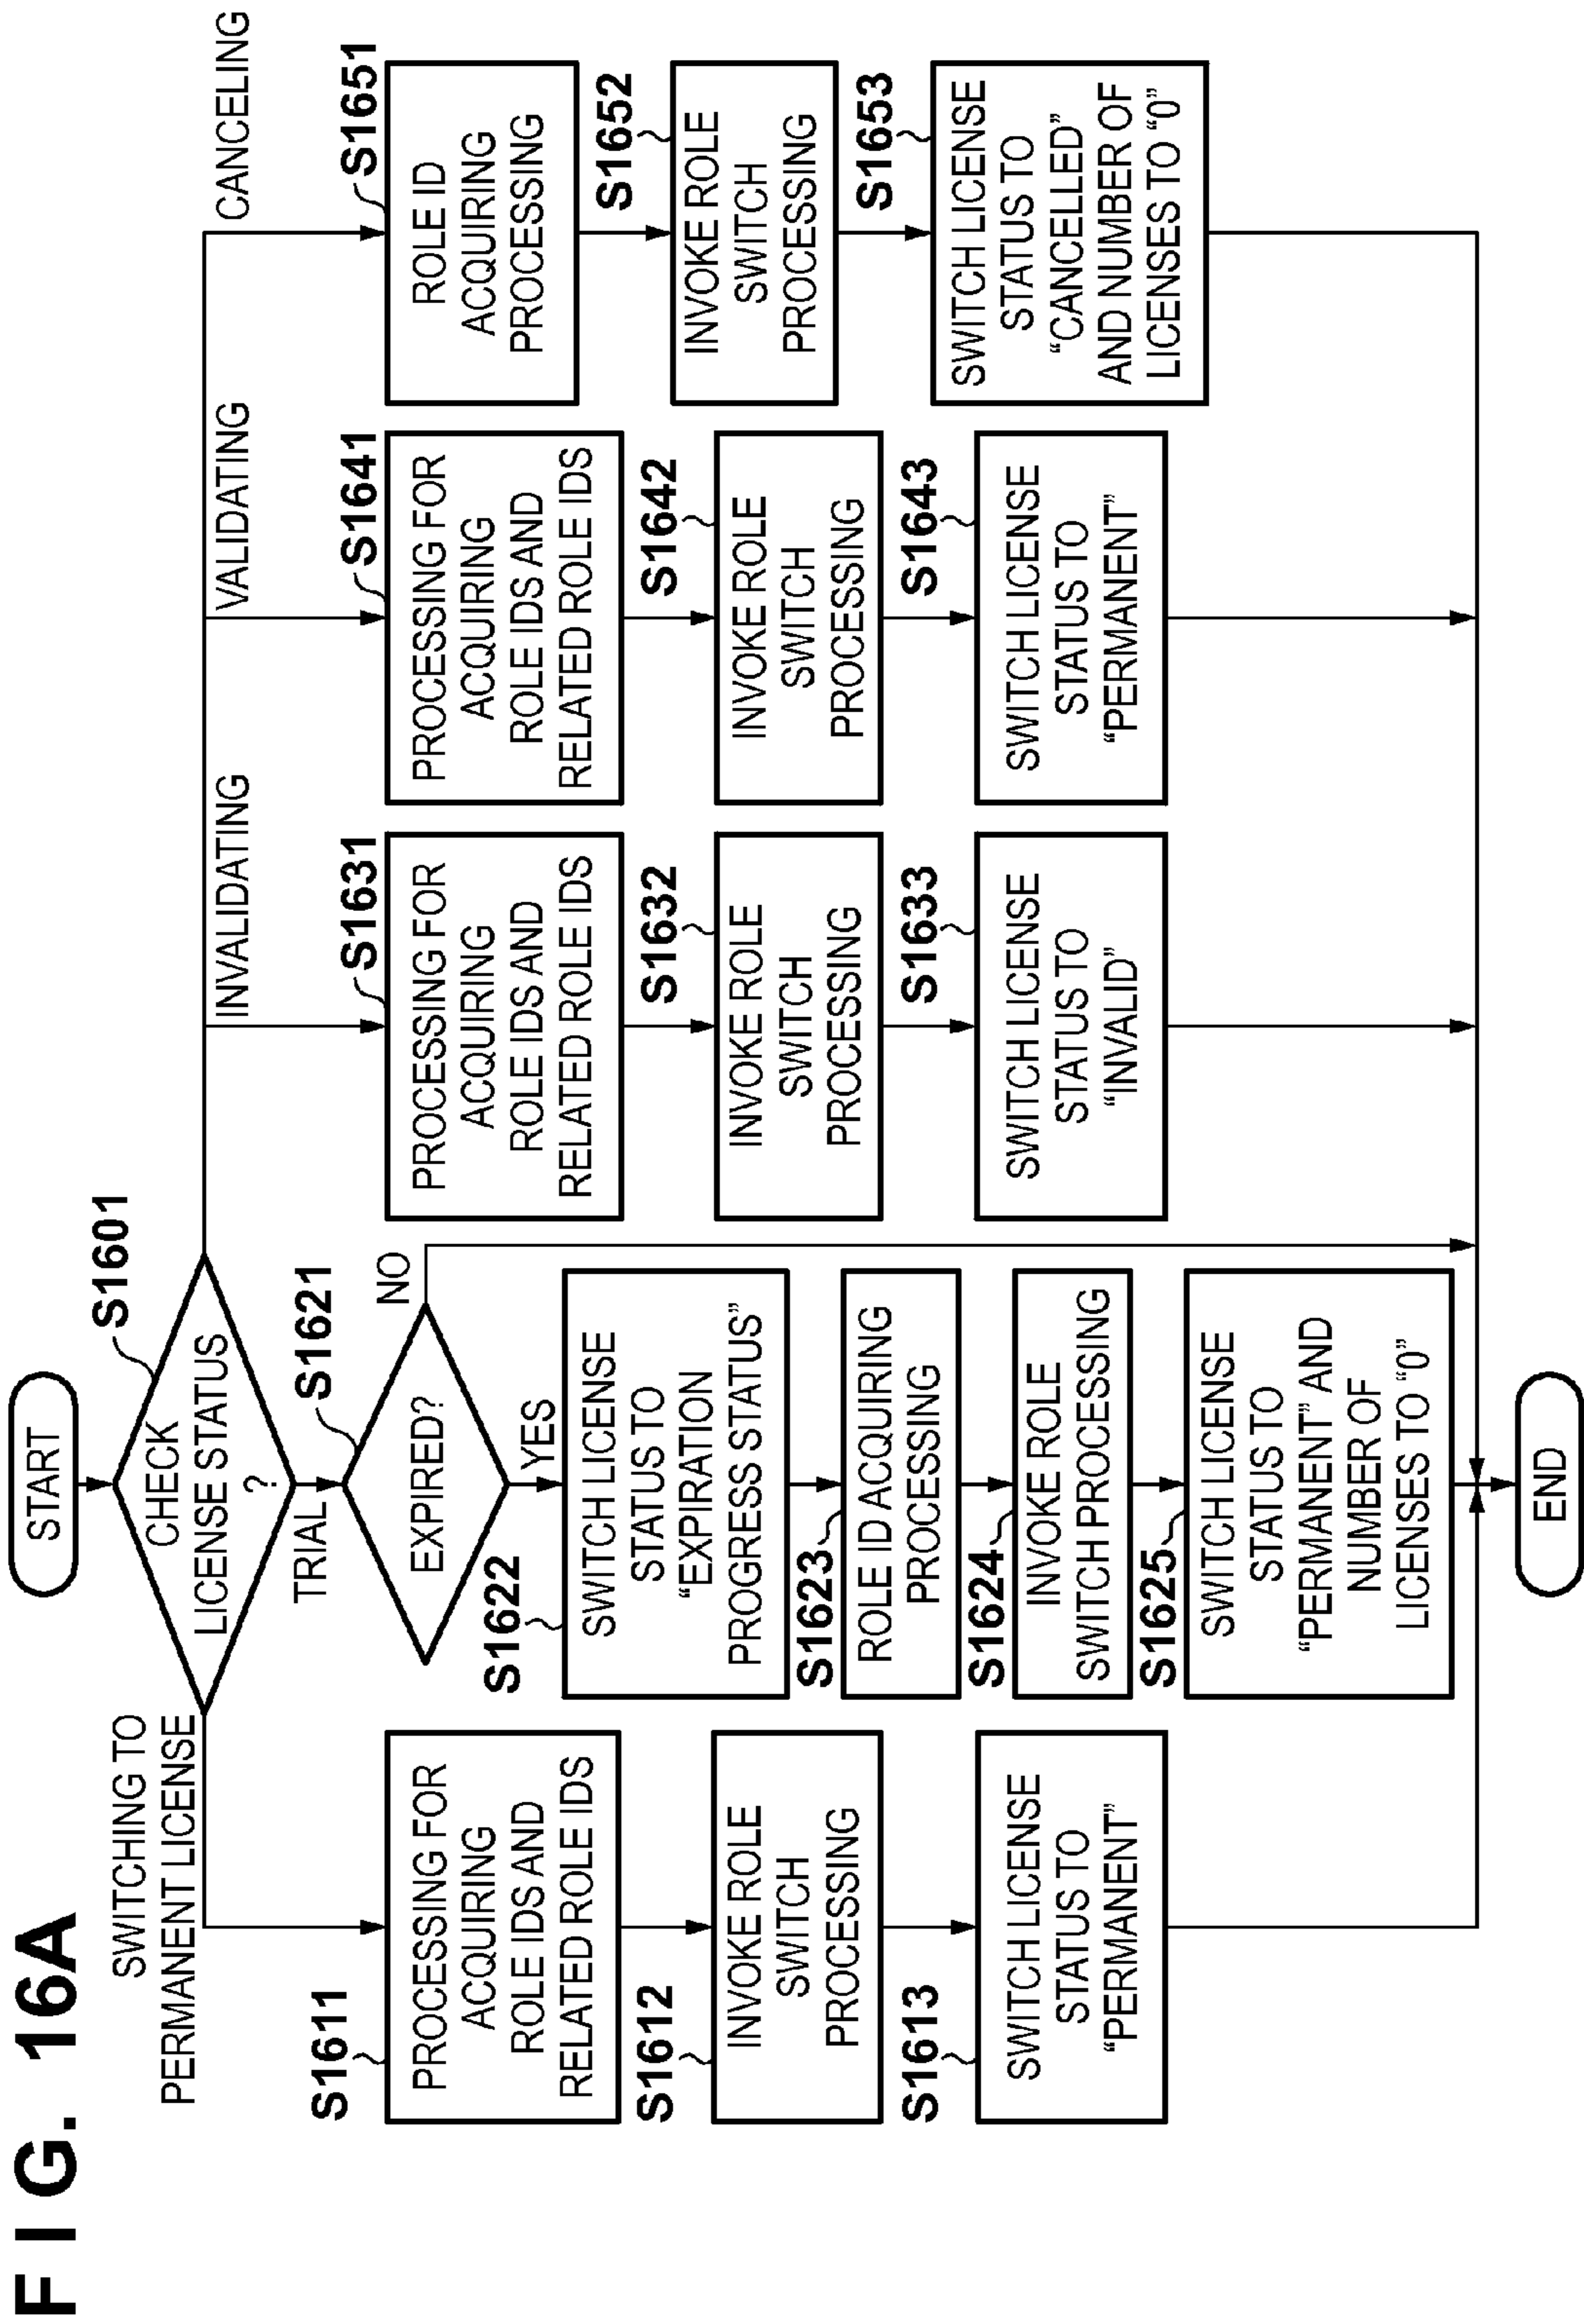 FIG. 16A
START
S1601
CHECK
LICENSE STATUS
?
SWITCHING TO
PERMANENT LICENSE
TRIAL
INVALIDATING
VALIDATING
CANCELING
S1611
PROCESSING FOR
ACQUIRING
ROLE IDS AND
RELATED ROLE IDS
S1612
INVOKE ROLE
SWITCH
PROCESSING
S1613
SWITCH LICENSE
STATUS TO
“PERMANENT”
S1621
EXPIRED?
NO
YES
S1622
SWITCH LICENSE
STATUS TO
“EXPIRATION
PROGRESS STATUS”
S1623
ROLE ID ACQUIRING
PROCESSING
S1624
INVOKE ROLE
SWITCH PROCESSING
S1625
SWITCH LICENSE
STATUS TO
“PERMANENT” AND
NUMBER OF
LICENSES TO “0”
S1631
PROCESSING FOR
ACQUIRING
ROLE IDS AND
RELATED ROLE IDS
S1632
INVOKE ROLE
SWITCH
PROCESSING
S1633
SWITCH LICENSE
STATUS TO
“INVALID”
S1641
PROCESSING FOR
ACQUIRING
ROLE IDS AND
RELATED ROLE IDS
S1642
INVOKE ROLE
SWITCH
PROCESSING
S1643
SWITCH LICENSE
STATUS TO
“PERMANENT”
S1651
ROLE ID
ACQUIRING
PROCESSING
S1652
INVOKE ROLE
SWITCH
PROCESSING
S1653
SWITCH LICENSE
STATUS TO
“CANCELLED”
AND NUMBER OF
LICENSES TO “0”
END